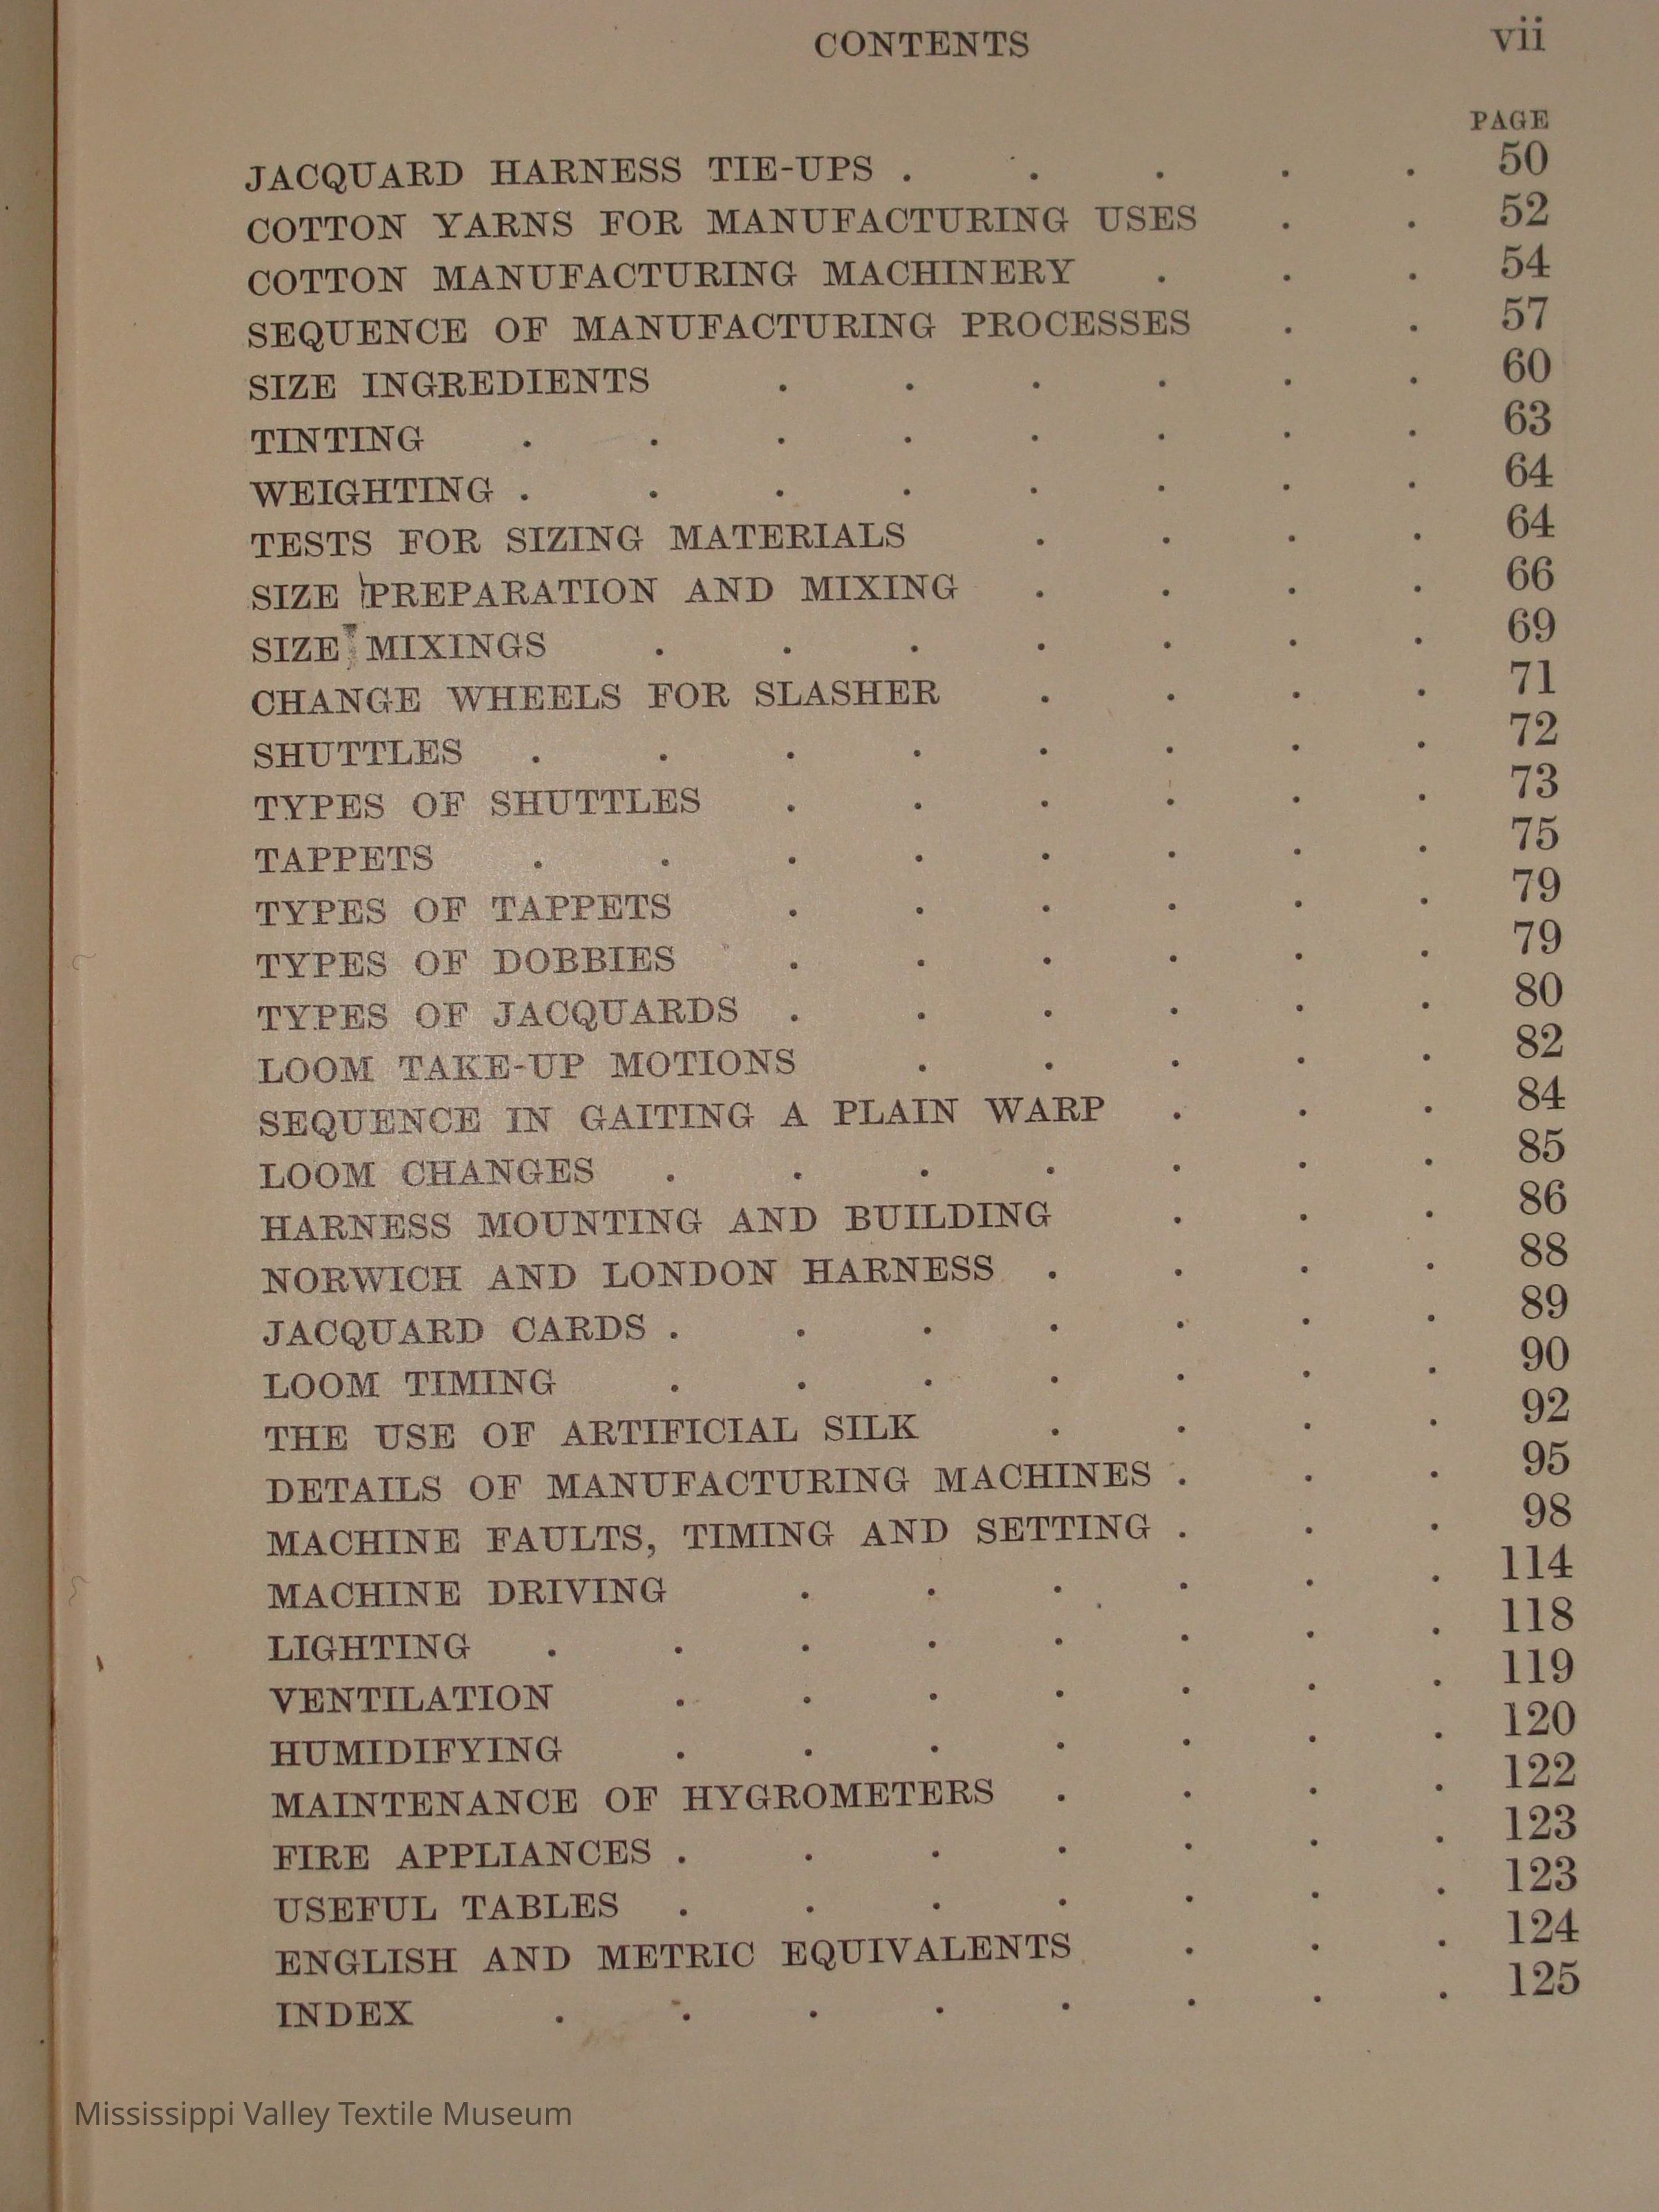 CONTENTS vii
PAGE
JACQUARD HARNESS TIE-UPS . . . . . 50
COTTON YARNS FOR MANUFACTURING USES . . 52
COTTON MANUFACTURING MACHINERY . . . 54
SEQUENCE OF MANUFACTURING PROCESSES . . 57
SIZE INGREDIENTS . . . . . . 60
TINTING . . . . . . . . 63
WEIGHTING . . . . . . . . 64
TESTS FOR SIZING MATERIALS . . . . 64
SIZE PREPARATION AND MIXING . . . . 66
SIZE MIXINGS . . . . . . . 69
CHANGE WHEELS FOR SLASHER . . . . 71
SHUTTLES . . . . . . . . 72
TYPES OF SHUTTLES . . . . . . 73
TAPPETS . . . . . . . . 75
TYPES OF TAPPETS . . . . . . 79
TYPES OF DOBBIES . . . . . . 79
TYPES OF JACQUARDS . . . . . . 80
LOOM TAKE-UP MOTIONS . . . . . 82
SEQUENCE IN GAITING A PLAIN WARP . . . 84
LOOM CHANGES . . . . . . . 85
HARNESS MOUNTING AND BUILDING . . . 86
NORWICH AND LONDON HARNESS . . . . 88
JACQUARD CARDS . . . . . . . 89
LOOM TIMING . . . . . . . 90
THE USE OF ARTIFICIAL SILK . . . . 92
DETAILS OF MANUFACTURING MACHINES . . . 95
MACHINE FAULTS, TIMING AND SETTING . . . 98
MACHINE DRIVING . . . . . . 114
LIGHTING . . . . . . . . 118
VENTILATION . . . . . . . 119
HUMIDIFYING . . . . . . . 120
MAINTENANCE OF HYGROMETERS . . . . 122
FIRE APPLIANCES . . . . . . . 123
USEFUL TABLES . . . . . . . 123
ENGLISH AND METRIC EQUIVALENTS . . . 124
INDEX . . . . . . . . 125
Mississippi Valley Textile Museum